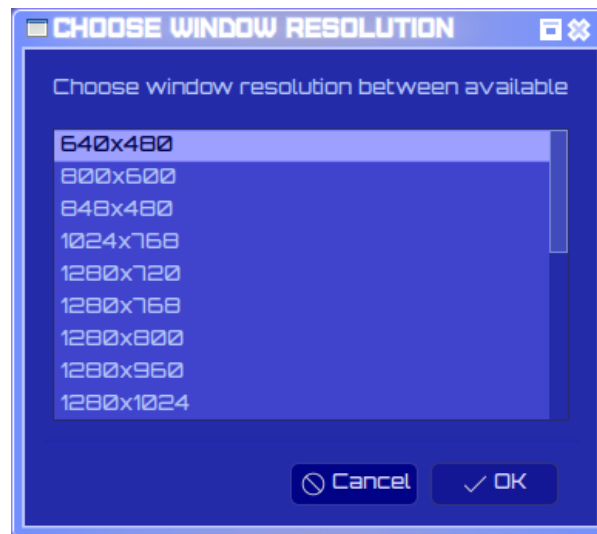 CHOOSE WINDOW RESOLUTION
Choose window resolution between available
640x480
800x600
848x480
1024x768
1280x720
1280x768
1280x800
1280x960
1280x1024
Cancel
OK